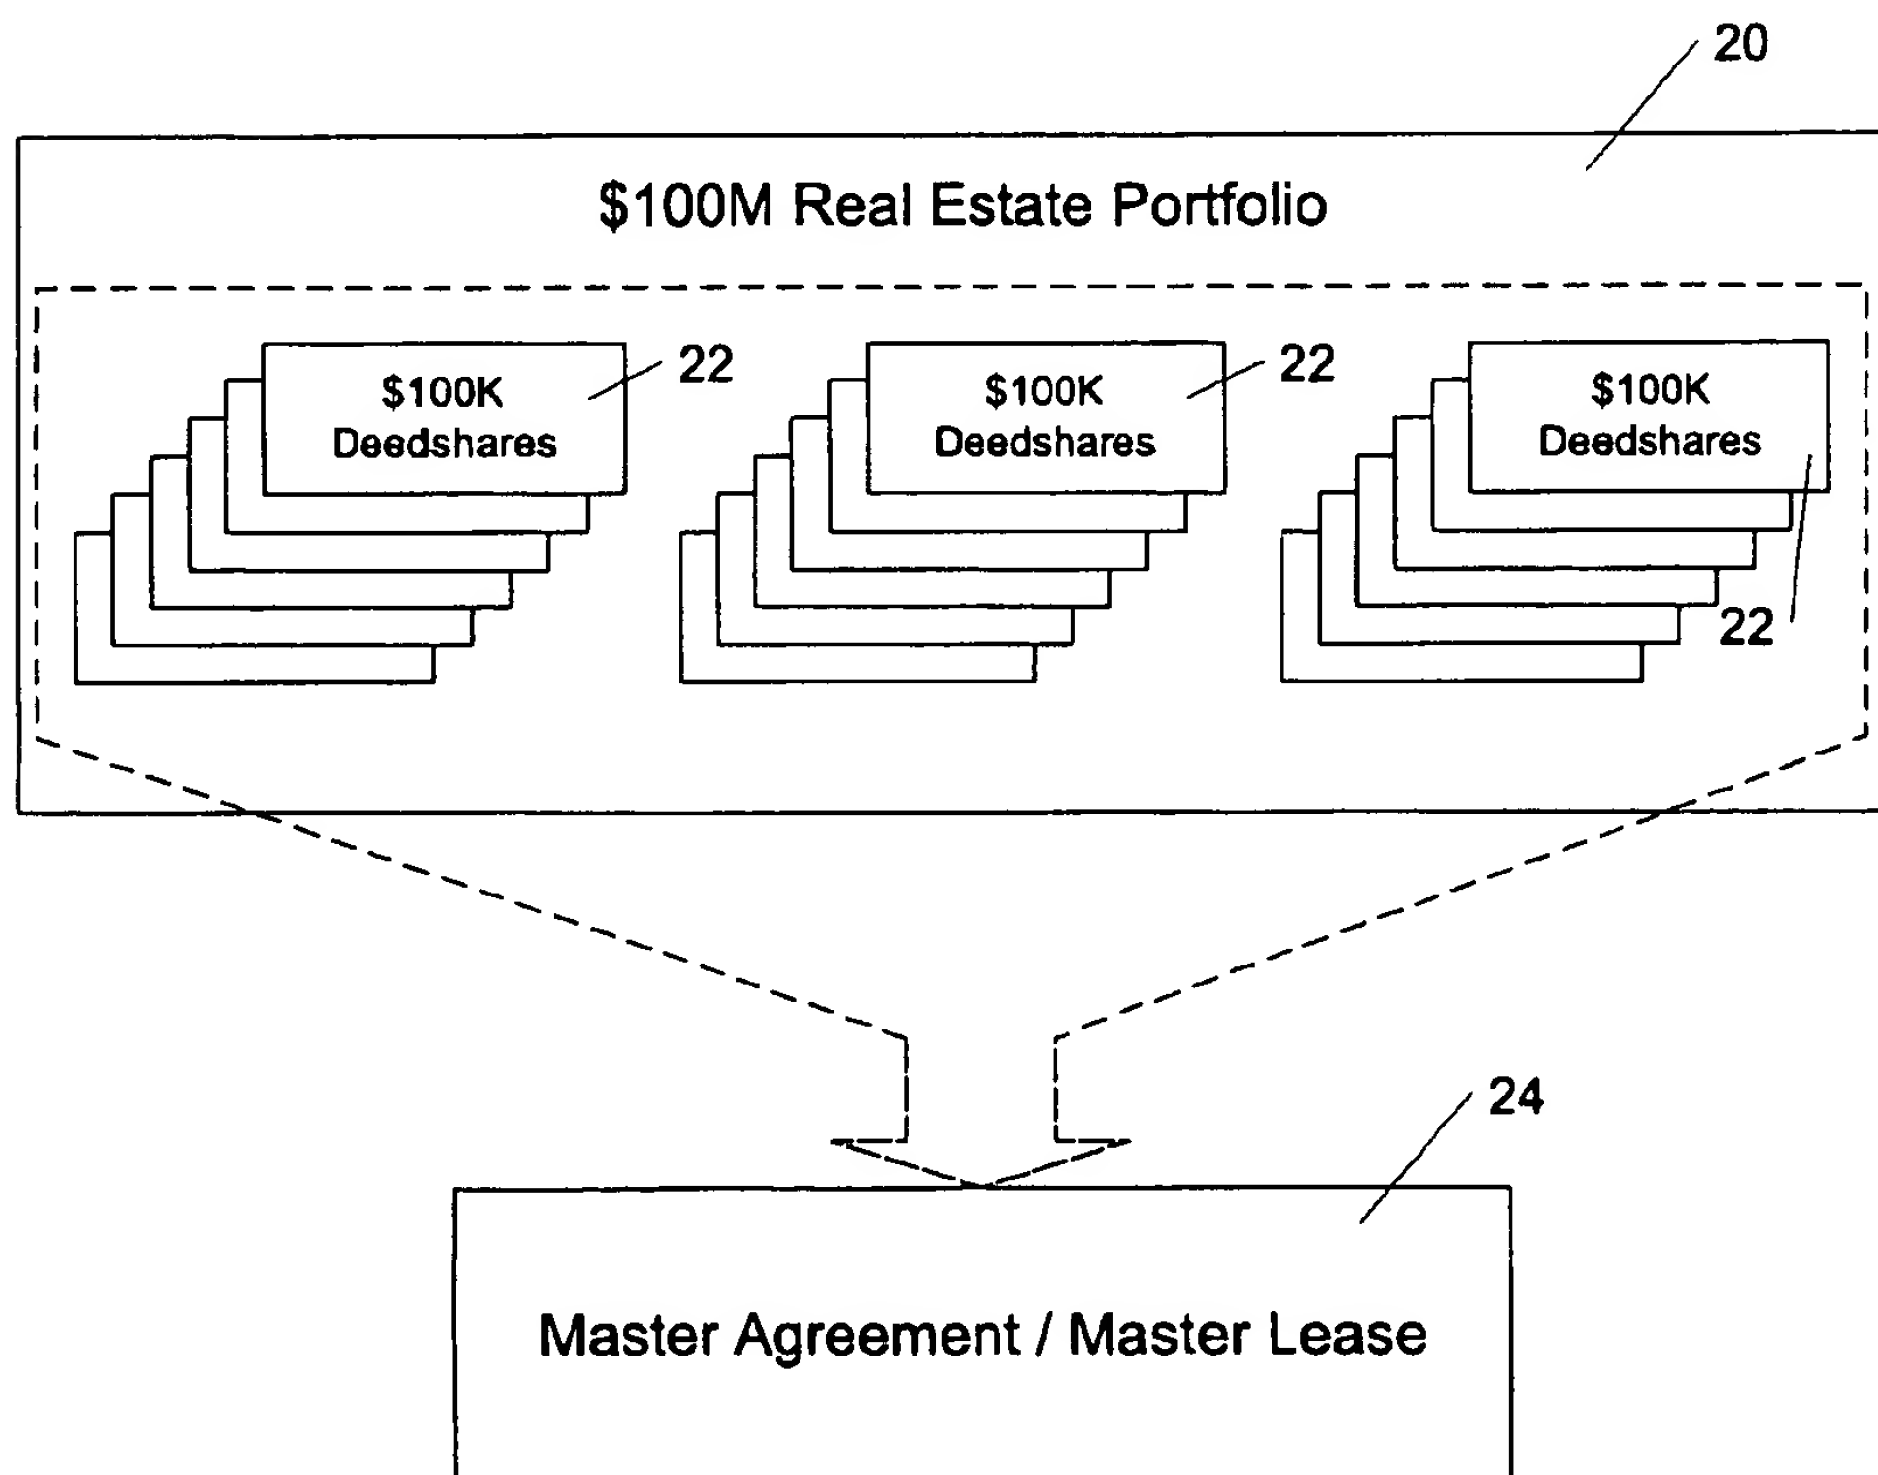 20
$100M Real Estate Portfolio
$100K
Deedshares
22
$100K
Deedshares
22
$100K
Deedshares
22
24
Master Agreement / Master Lease